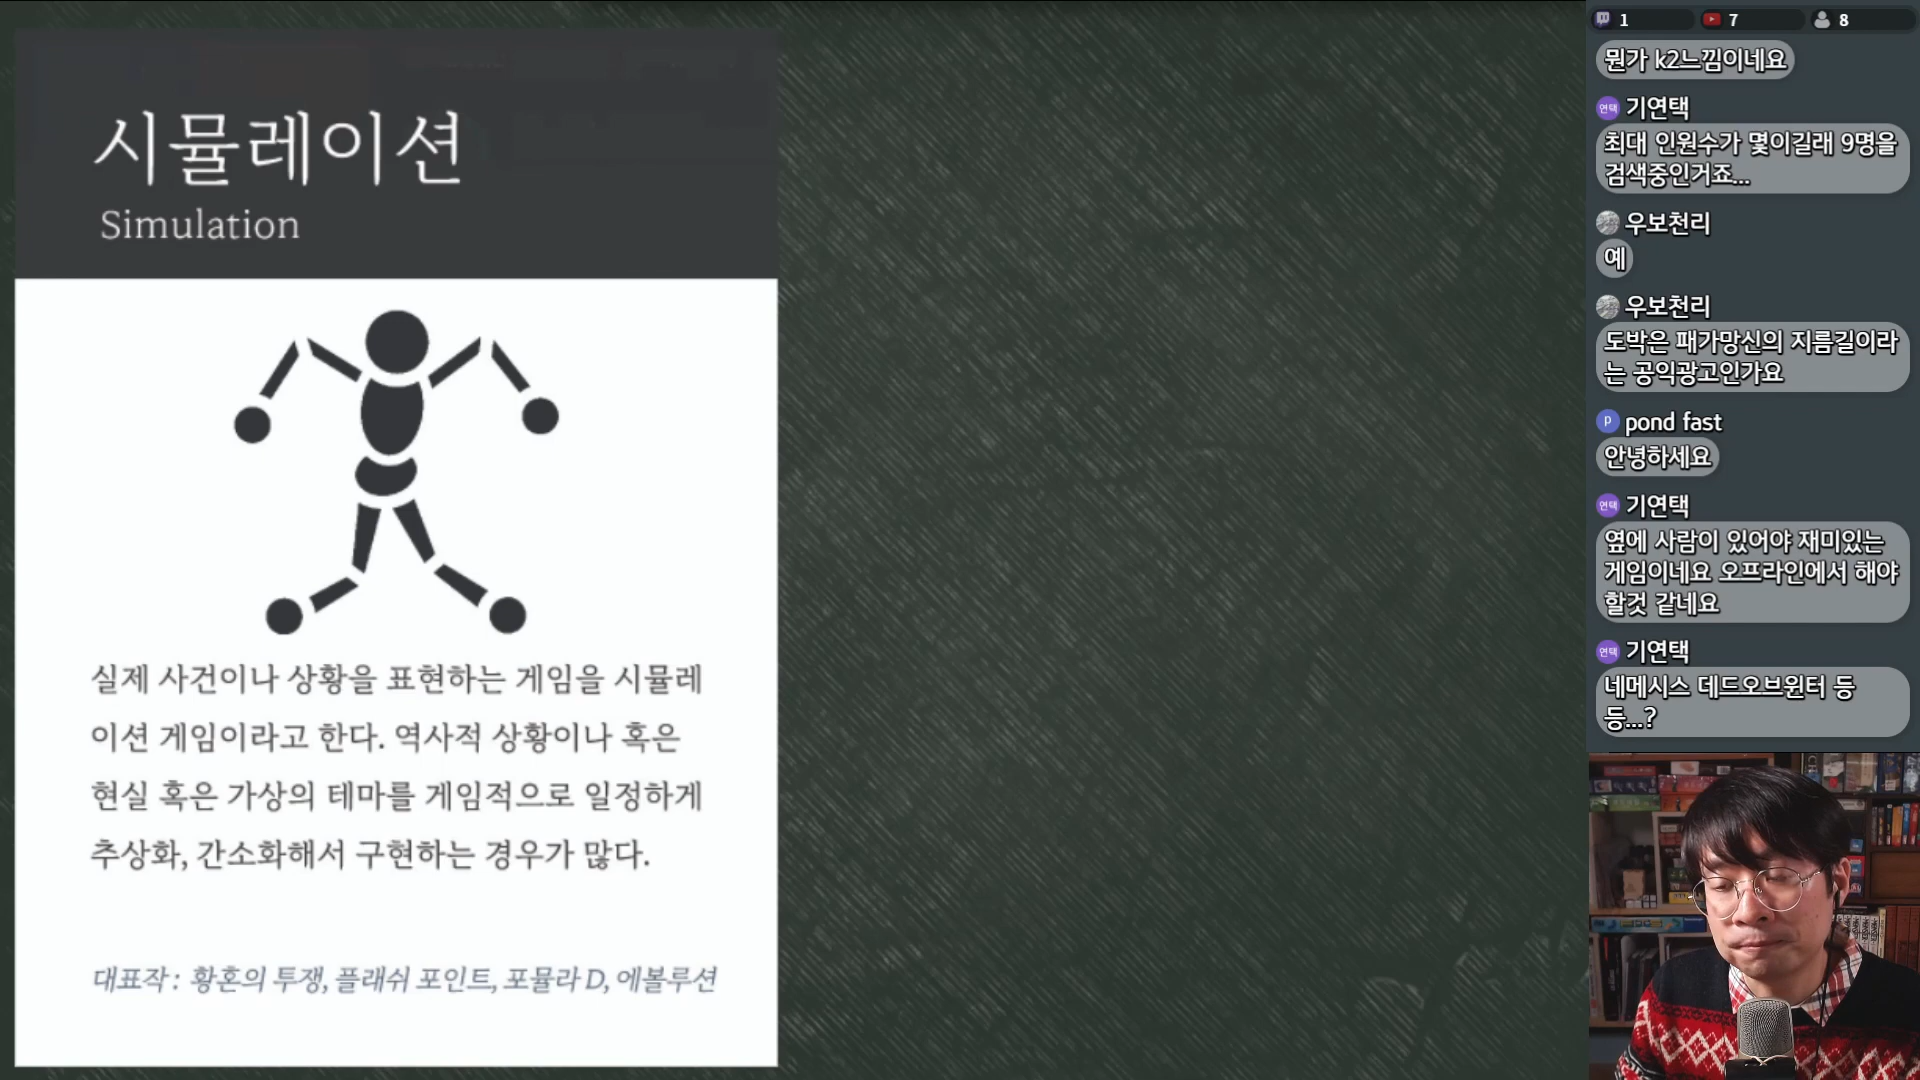 시뮬레이션
Simulation
실제 사건이나 상황을 표현하는 게임을 시뮬레
이션 게임이라고 한다. 역사적 상황이나 혹은
현실 혹은 가상의 테마를 게임적으로 일정하게
추상화, 간소화해서 구현하는 경우가 많다.
대표작 : 황혼의 투쟁, 플래쉬 포인트, 포뮬라 D, 에볼루션
1 7 8
뭔가 k2느낌이네요
연택 기연택
최대 인원수가 몇이길래 9명을
검색중인거죠...
우보천리
예
우보천리
도박은 패가망신의 지름길이라
는 공익광고인가요
p pond fast
안녕하세요
연택 기연택
옆에 사람이 있어야 재미있는
게임이네요 오프라인에서 해야
할것 같네요
연택 기연택
네메시스 데드오브윈터 등
등...?